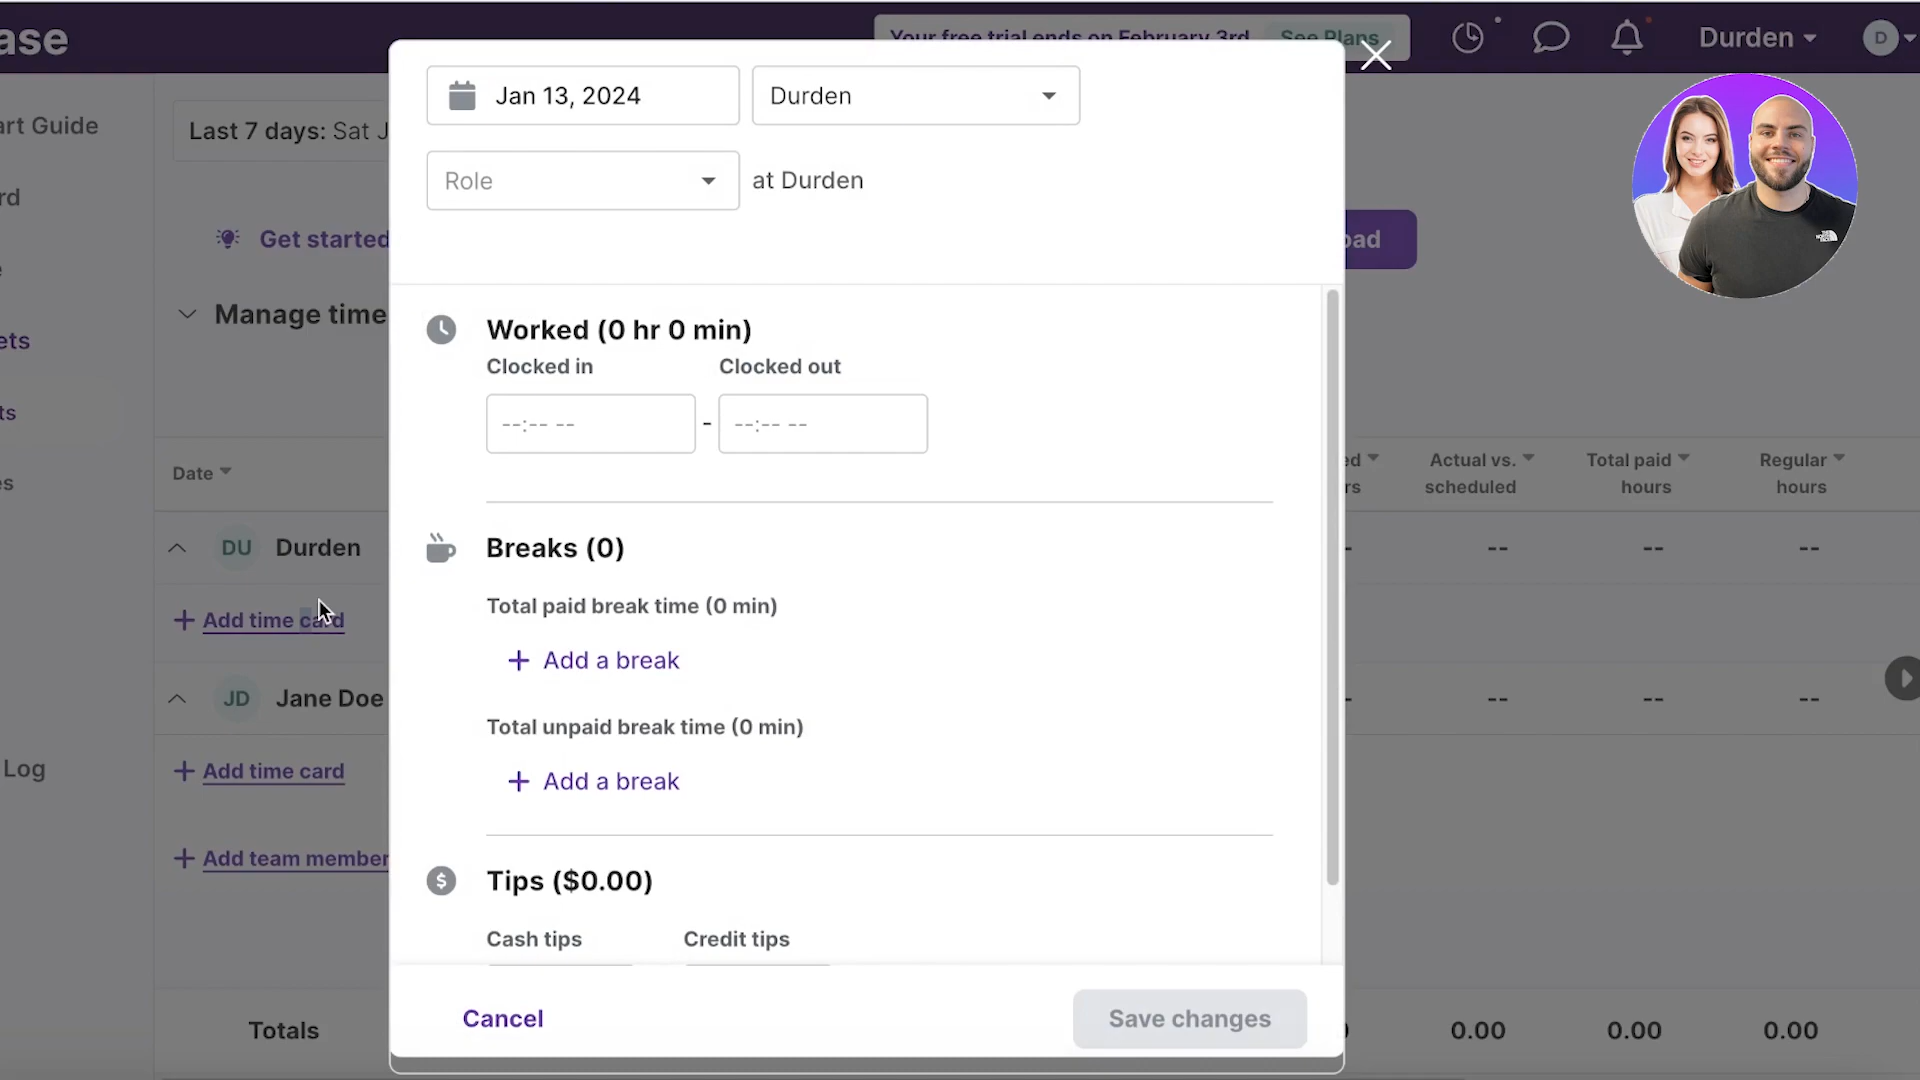 ase
Your free trial ends on February 3rd
See Plans
Durden
D
Jan 13, 2024
Durden
Role
at Durden
art Guide
rd
e
ets
ts
es
Log
Last 7 days: Sat J
Get started
oad
Manage time
Worked (0 hr 0 min)
Clocked in
Clocked out
--:-- --
-
--:-- --
Date
ed
rs
Actual vs.
scheduled
Total paid
hours
Regular
hours
DU
Durden
--
--
--
Add time card
JD
Jane Doe
--
--
--
Add time card
Add team member
Breaks (0)
Total paid break time (0 min)
Add a break
Total unpaid break time (0 min)
Add a break
Tips ($0.00)
Cash tips
Credit tips
Cancel
Save changes
Totals
0.00
0.00
0.00